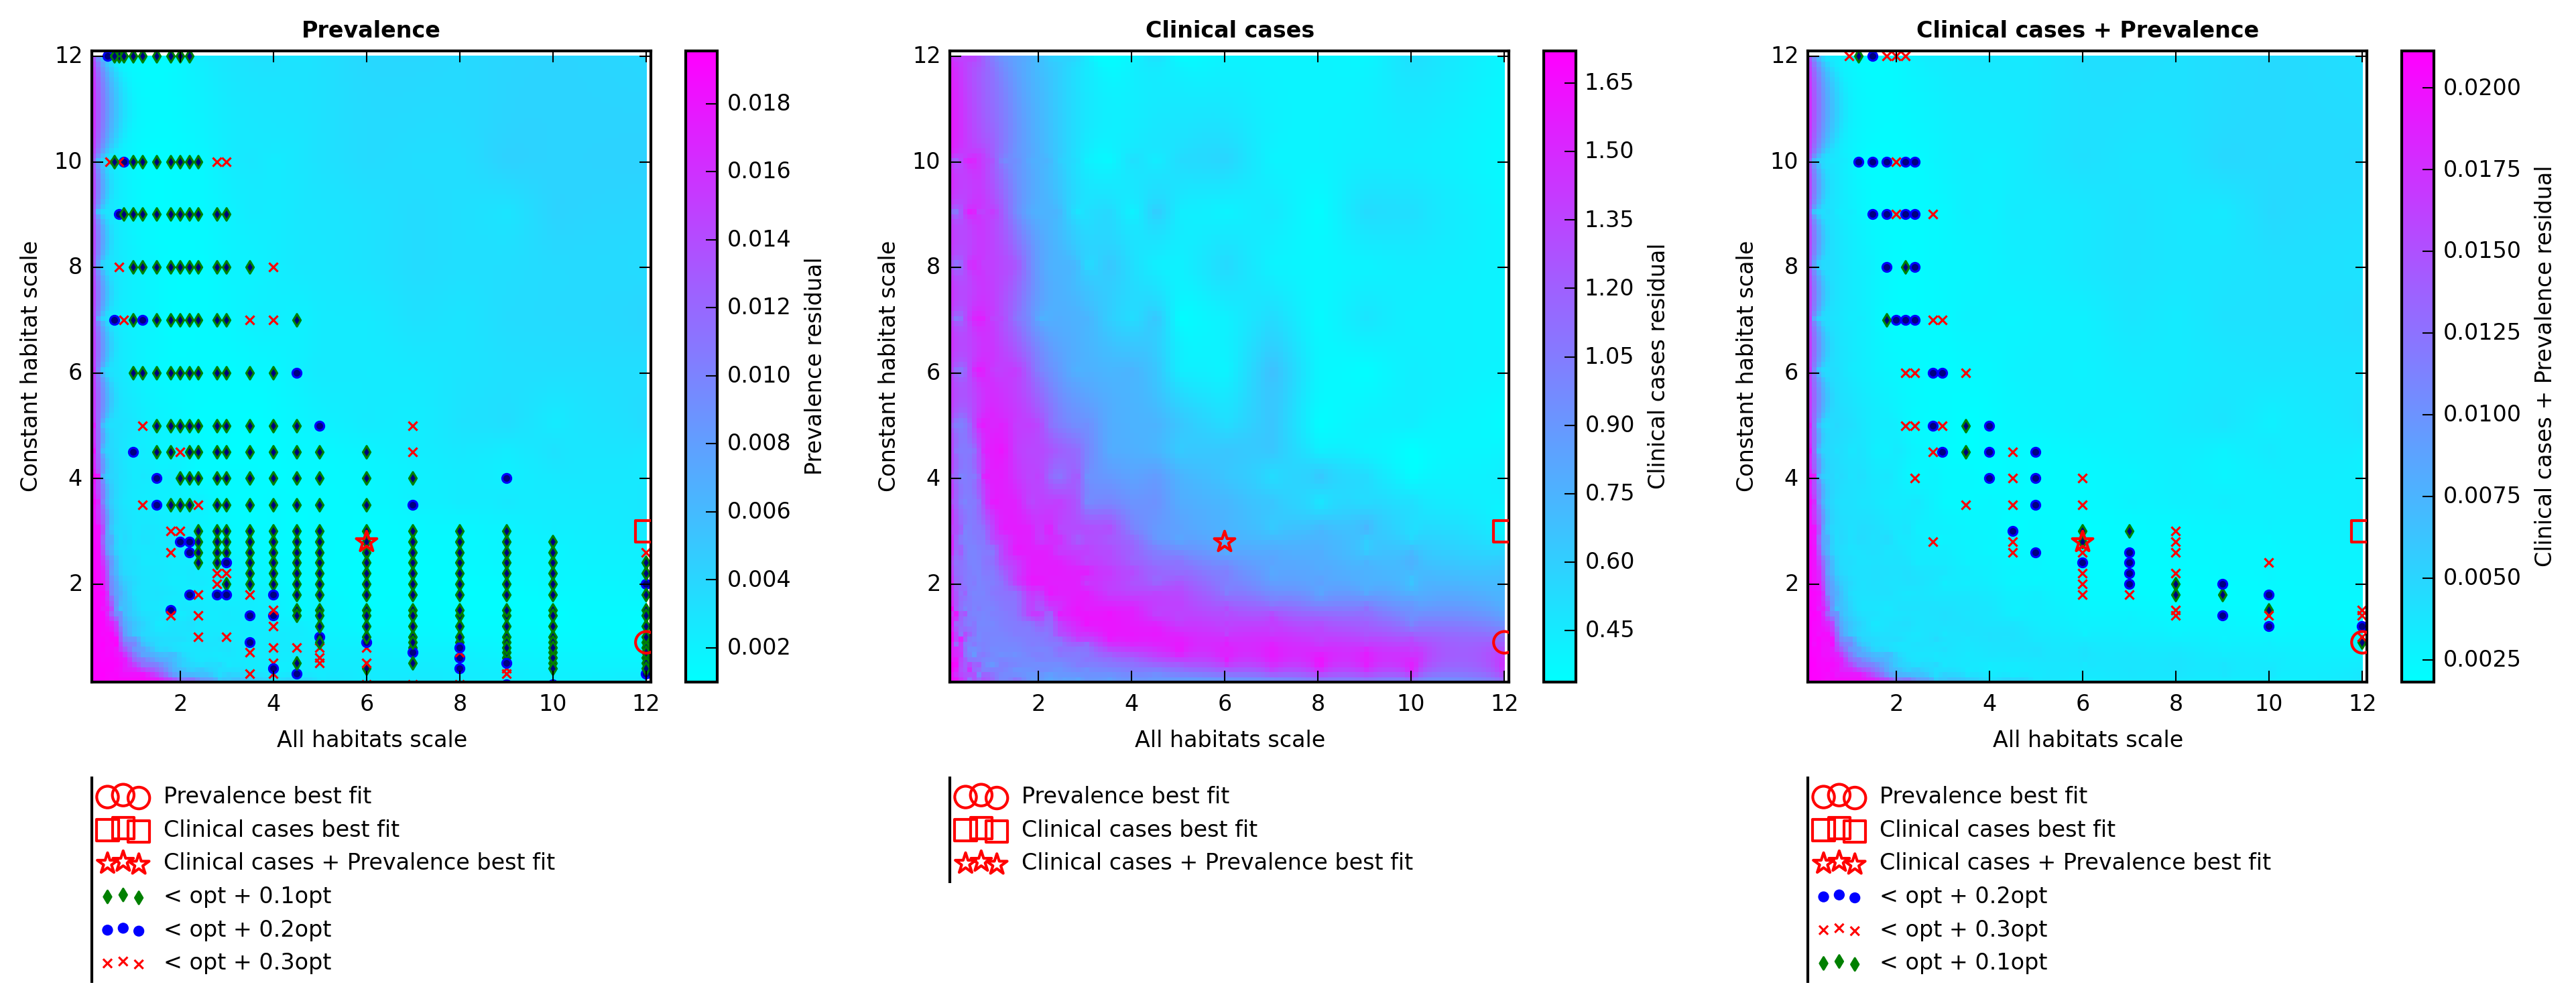 Prevalence
12
10
8
6
4
2
Constant habitat scale
2 4 6 8 10 12
All habitats scale
0.018
0.016
0.014
0.012
0.010
0.008
0.006
0.004
0.002
Prevalence residual
Prevalence best fit
Clinical cases best fit
Clinical cases + Prevalence best fit
< opt + 0.1opt
< opt + 0.2opt
< opt + 0.3opt
Clinical cases
12
10
8
6
4
2
Constant habitat scale
2 4 6 8 10 12
All habitats scale
1.65
1.50
1.35
1.20
1.05
0.90
0.75
0.60
0.45
Clinical cases residual
Prevalence best fit
Clinical cases best fit
Clinical cases + Prevalence best fit
Clinical cases + Prevalence
12
10
8
6
4
2
Constant habitat scale
2 4 6 8 10 12
All habitats scale
0.0200
0.0175
0.0150
0.0125
0.0100
0.0075
0.0050
0.0025
Clinical cases + Prevalence residual
Prevalence best fit
Clinical cases best fit
Clinical cases + Prevalence best fit
< opt + 0.2opt
< opt + 0.3opt
< opt + 0.1opt